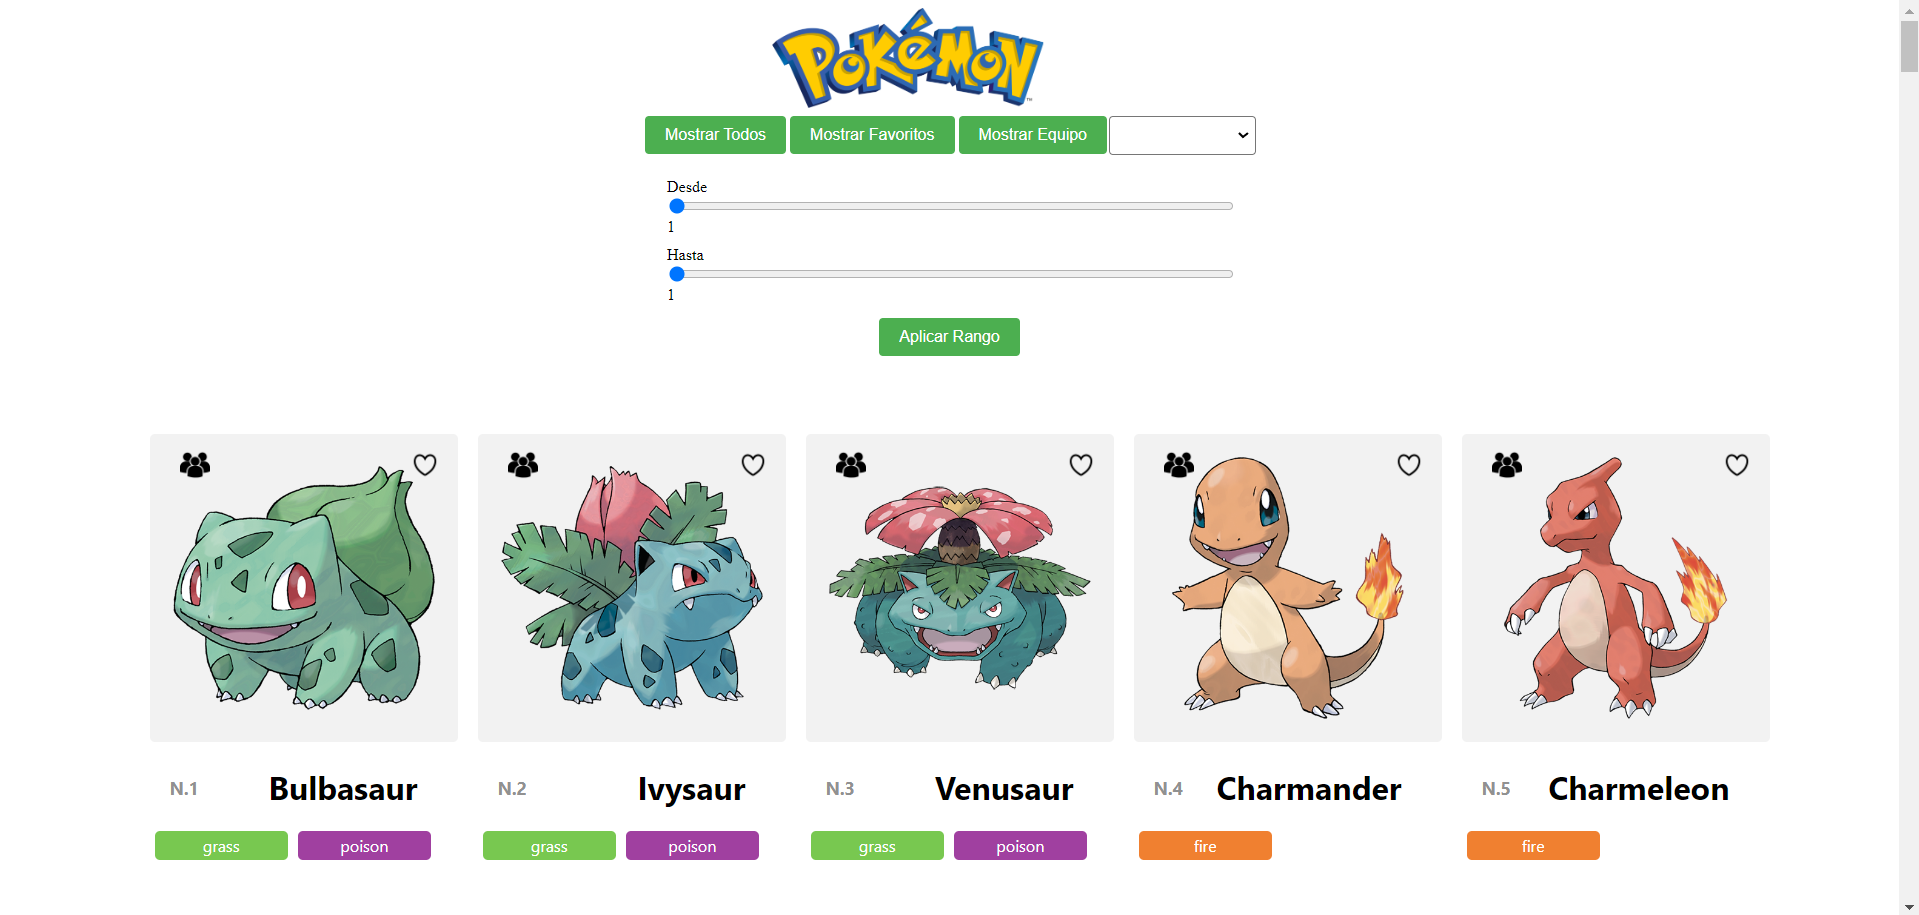 POKéMON
TM
Mostrar Todos Mostrar Favoritos Mostrar Equipo
Desde
1
Hasta
1
Aplicar Rango
N.1 Bulbasaur
grass poison
N.2 Ivysaur
grass poison
N.3 Venusaur
grass poison
N.4 Charmander
fire
N.5 Charmeleon
fire